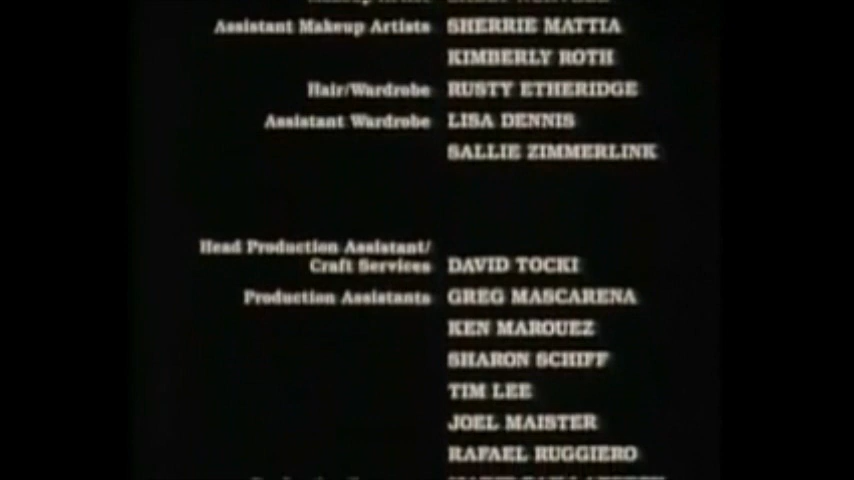 Assistant Makeup Artists SHERRIE MATTIA
KIMBERLY ROTH
Hair/Wardrobe RUSTY ETHERIDGE
Assistant Wardrobe LISA DENNIS
SALLIE ZIMMERLINK
Head Production Assistant/
Craft Services DAVID TOCKI
Production Assistants GREG MASCARENA
KEN MARQUEZ
SHARON SCHIFF
TIM LEE
JOEL MAISTER
RAFAEL RUGGIERO